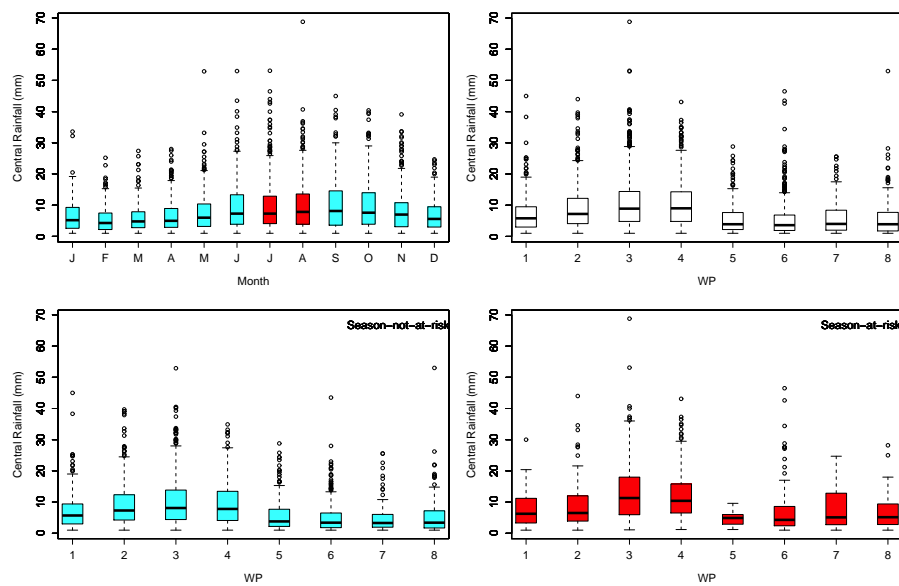 70
60
50
40
30
20
10
0
Central Rainfall (mm)
J F M A M J J A S O N D
Month
70
60
50
40
30
20
10
0
Central Rainfall (mm)
1 2 3 4 5 6 7 8
WP
Season−not−at−risk
70
60
50
40
30
20
10
0
Central Rainfall (mm)
1 2 3 4 5 6 7 8
WP
Season−at−risk
70
60
50
40
30
20
10
0
Central Rainfall (mm)
1 2 3 4 5 6 7 8
WP